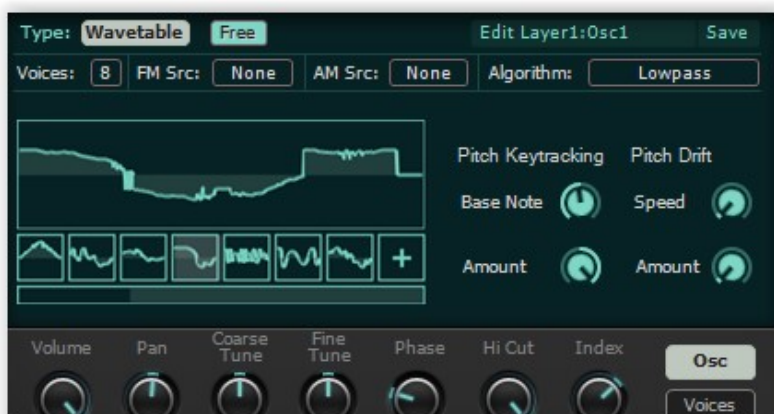 Type: Wavetable Free Edit Layer1:Osc1 Save
Voices: 8 FM Src: None AM Src: None Algorithm: Lowpass
Pitch Keytracking Pitch Drift
Base Note Speed
Amount Amount
+
Volume Pan Coarse Tune Fine Tune Phase Hi Cut Index Osc
Voices